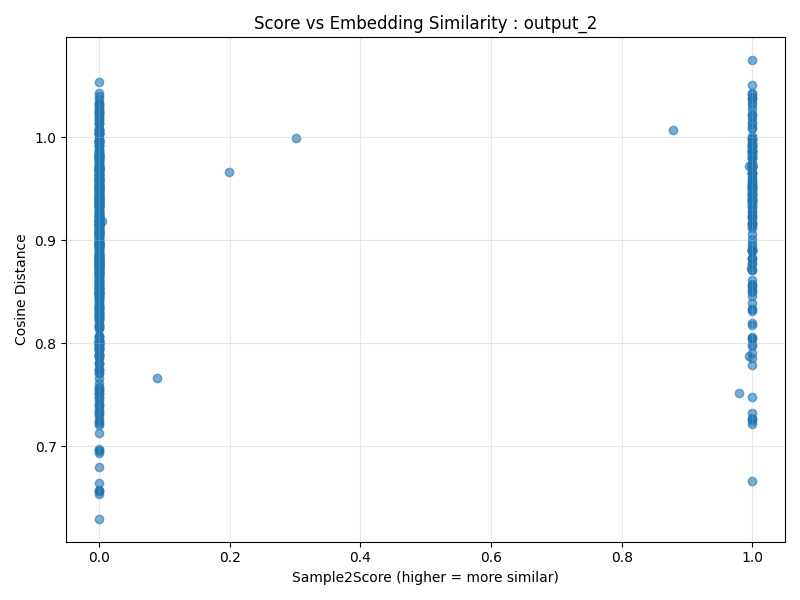 Score vs Embedding Similarity : output_2
1.0
0.9
0.8
0.7
Cosine Distance
0.0 0.2 0.4 0.6 0.8 1.0
Sample2Score (higher = more similar)